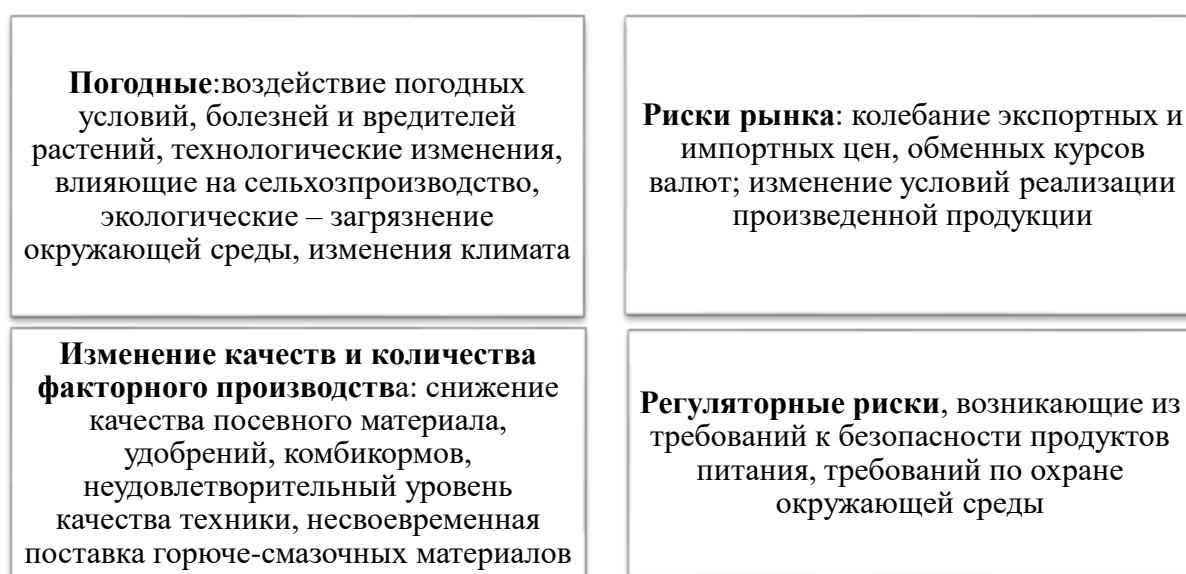 Погодные:воздействие погодных
условий, болезней и вредителей
растений, технологические изменения,
влияющие на сельхозпроизводство,
экологические – загрязнение
окружающей среды, изменения климата
Риски рынка: колебание экспортных и
импортных цен, обменных курсов
валют; изменение условий реализации
произведенной продукции
Изменение качеств и количества
факторного производства: снижение
качества посевного материала,
удобрений, комбикормов,
неудовлетворительный уровень
качества техники, несвоевременная
поставка горюче-смазочных материалов
Регуляторные риски, возникающие из
требований к безопасности продуктов
питания, требований по охране
окружающей среды